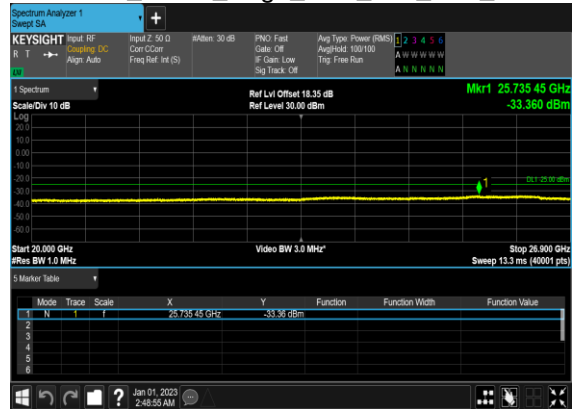 Spectrum Analyzer 1
Swept SA
+
KEYSIGHT
R T
LW
Input: RF
Coupling: DC
Align: Auto
Input Z: 50 Ω
Corr CCorr
Freq Ref: Int (S)
#Atten: 30 dB
PNO: Fast
Gate: Off
IF Gain: Low
Sig Track: Off
Avg Type: Power (RMS)
Avg|Hold: 100/100
Trig: Free Run
1 2 3 4 5 6
A W W W W W
A N N N N N
1 Spectrum
Scale/Div 10 dB
Log
Ref Lvl Offset 18.35 dB
Ref Level 30.00 dBm
Mkr1 25.735 45 GHz
-33.360 dBm
20.0
10.0
0.00
-10.0
-20.0
-30.0
-40.0
-50.0
-60.0
1
DL1 -25.00 dBm
Start 20.000 GHz
#Res BW 1.0 MHz
Video BW 3.0 MHz*
Stop 26.900 GHz
Sweep 13.3 ms (40001 pts)
5 Marker Table
Mode Trace Scale X Y Function Function Width Function Value
1 N 1 f 25.735 45 GHz -33.36 dBm
2
3
4
5
6
?
Jan 01, 2023
2:48:55 AM